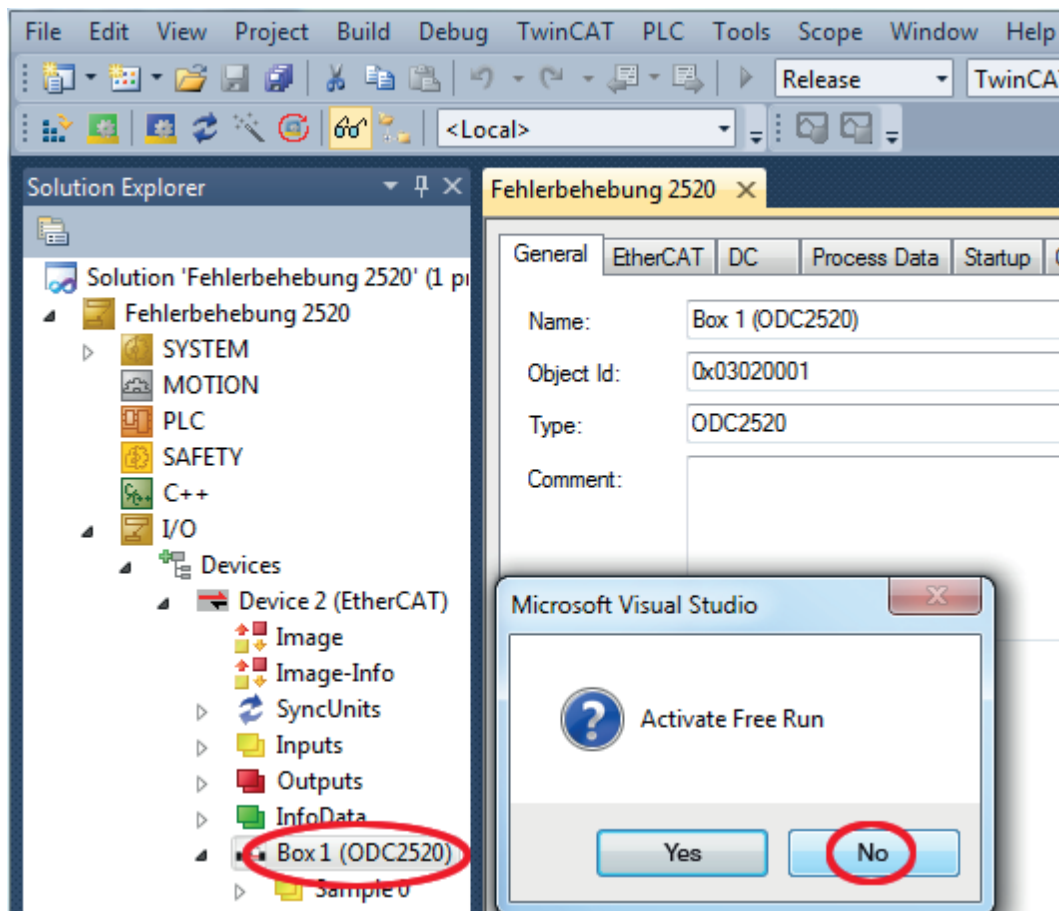 File Edit View Project Build Debug TwinCAT PLC Tools Scope Window Help
Release
<Local>
Solution Explorer
Fehlerbehebung 2520
Solution 'Fehlerbehebung 2520' (1
Fehlerbehebung 2520
SYSTEM
MOTION
PLC
SAFETY
C++
I/O
Devices
Device 2 (EtherCAT)
Image
Image-Info
SyncUnits
Inputs
Outputs
InfoData
Box 1 (ODC2520)
Sample 0
General EtherCAT DC Process Data Startup
Name: Box 1 (ODC2520)
Object Id: 0x03020001
Type: ODC2520
Comment:
Microsoft Visual Studio
Activate Free Run
Yes No